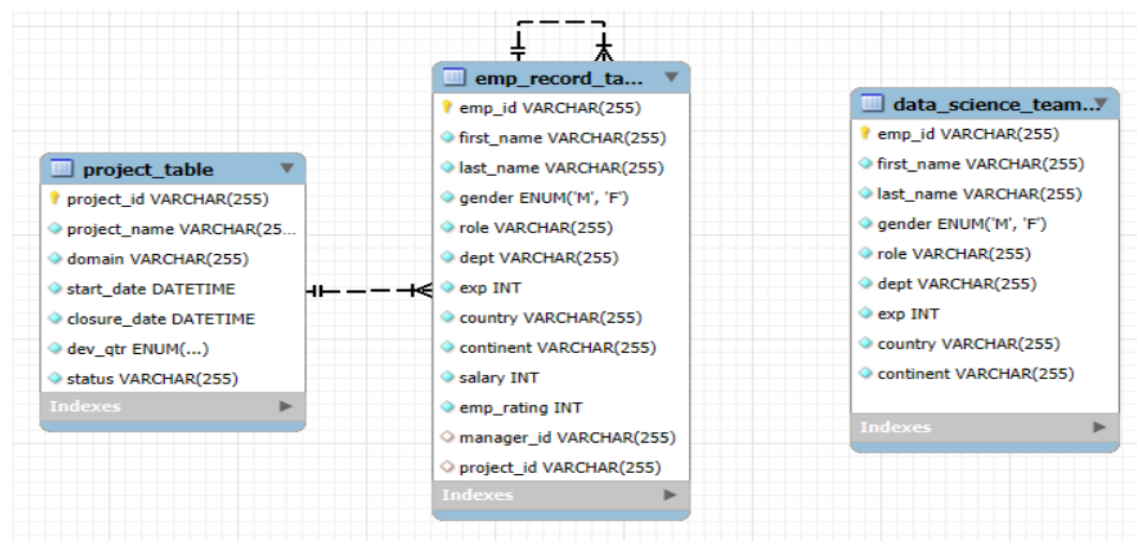 project_table
project_id VARCHAR(255)
project_name VARCHAR(25...
domain VARCHAR(255)
start_date DATETIME
closure_date DATETIME
dev_qtr ENUM(...)
status VARCHAR(255)
Indexes
emp_record_ta...
emp_id VARCHAR(255)
first_name VARCHAR(255)
last_name VARCHAR(255)
gender ENUM('M', 'F')
role VARCHAR(255)
dept VARCHAR(255)
exp INT
country VARCHAR(255)
continent VARCHAR(255)
salary INT
emp_rating INT
manager_id VARCHAR(255)
project_id VARCHAR(255)
Indexes
data_science_team...
emp_id VARCHAR(255)
first_name VARCHAR(255)
last_name VARCHAR(255)
gender ENUM('M', 'F')
role VARCHAR(255)
dept VARCHAR(255)
exp INT
country VARCHAR(255)
continent VARCHAR(255)
Indexes